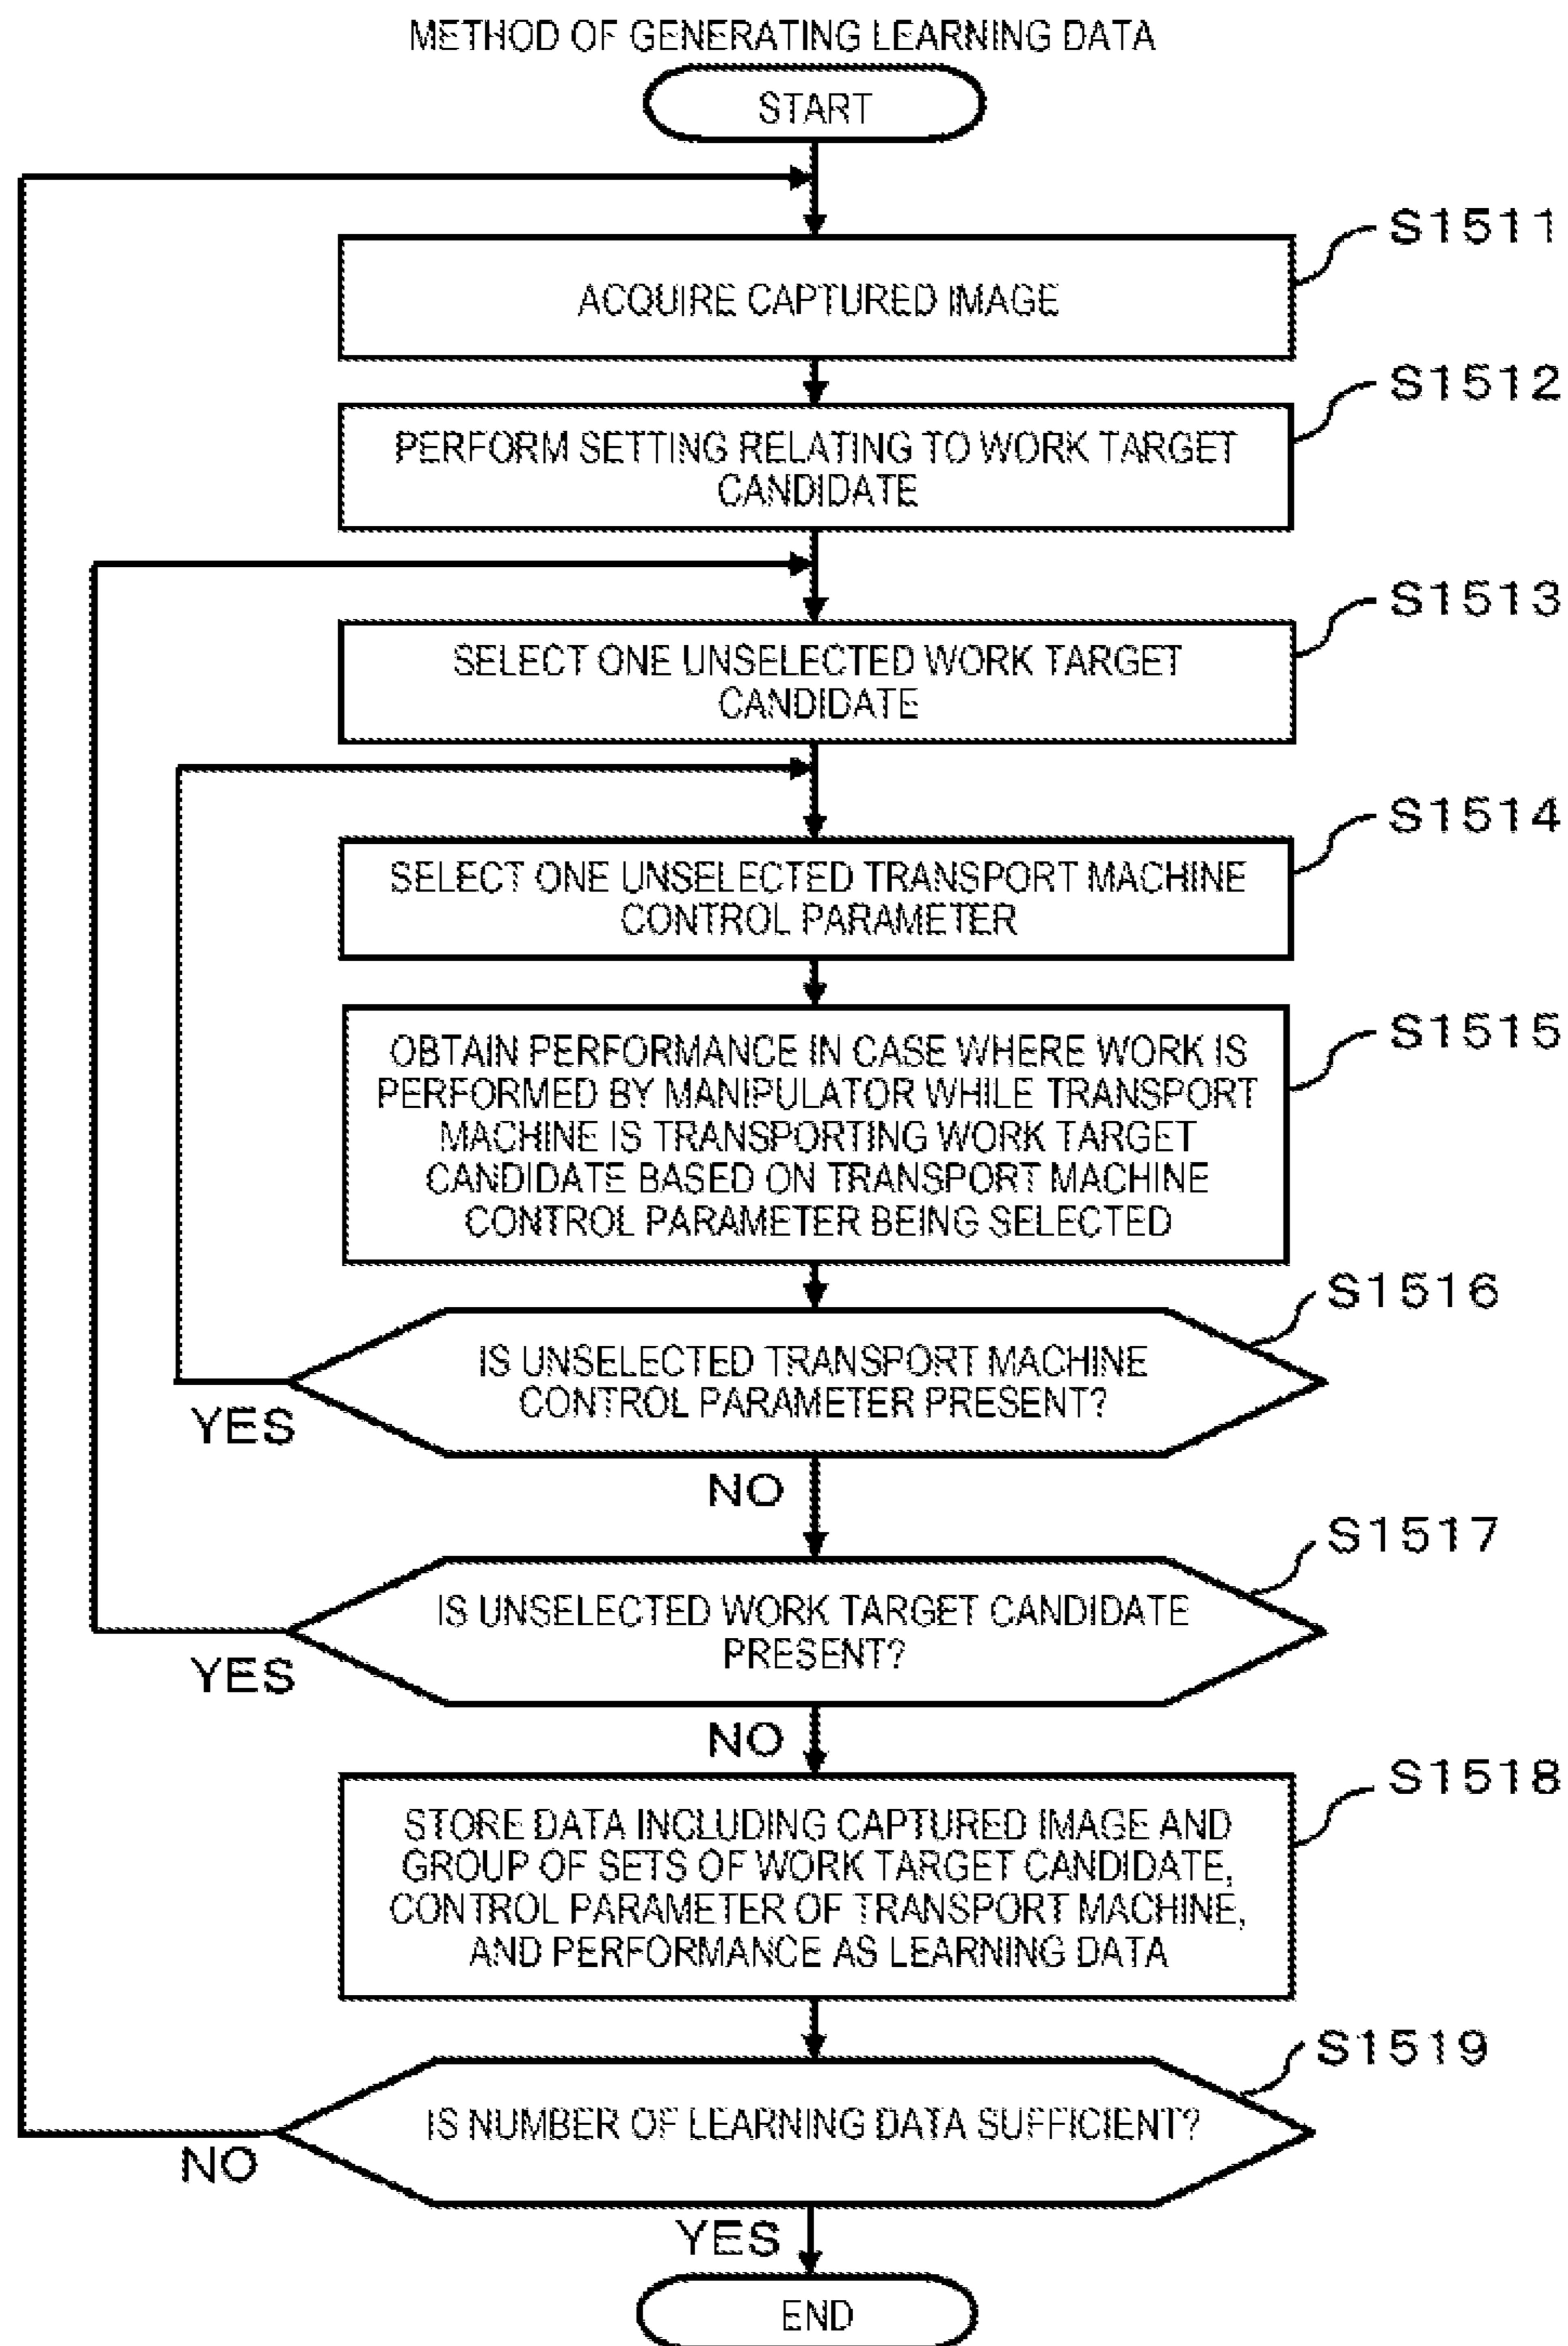 METHOD OF GENERATING LEARNING DATA
START
S1511
ACQUIRE CAPTURED IMAGE
S1512
PERFORM SETTING RELATING TO WORK TARGET
CANDIDATE
S1513
SELECT ONE UNSELECTED WORK TARGET
CANDIDATE
S1514
SELECT ONE UNSELECTED TRANSPORT MACHINE
CONTROL PARAMETER
S1515
OBTAIN PERFORMANCE IN CASE WHERE WORK IS
PERFORMED BY MANIPULATOR WHILE TRANSPORT
MACHINE IS TRANSPORTING WORK TARGET
CANDIDATE BASED ON TRANSPORT MACHINE
CONTROL PARAMETER BEING SELECTED
S1516
IS UNSELECTED TRANSPORT MACHINE
CONTROL PARAMETER PRESENT?
YES
NO
S1517
IS UNSELECTED WORK TARGET CANDIDATE
PRESENT?
YES
NO
S1518
STORE DATA INCLUDING CAPTURED IMAGE AND
GROUP OF SETS OF WORK TARGET CANDIDATE,
CONTROL PARAMETER OF TRANSPORT MACHINE,
AND PERFORMANCE AS LEARNING DATA
S1519
IS NUMBER OF LEARNING DATA SUFFICIENT?
NO
YES
END